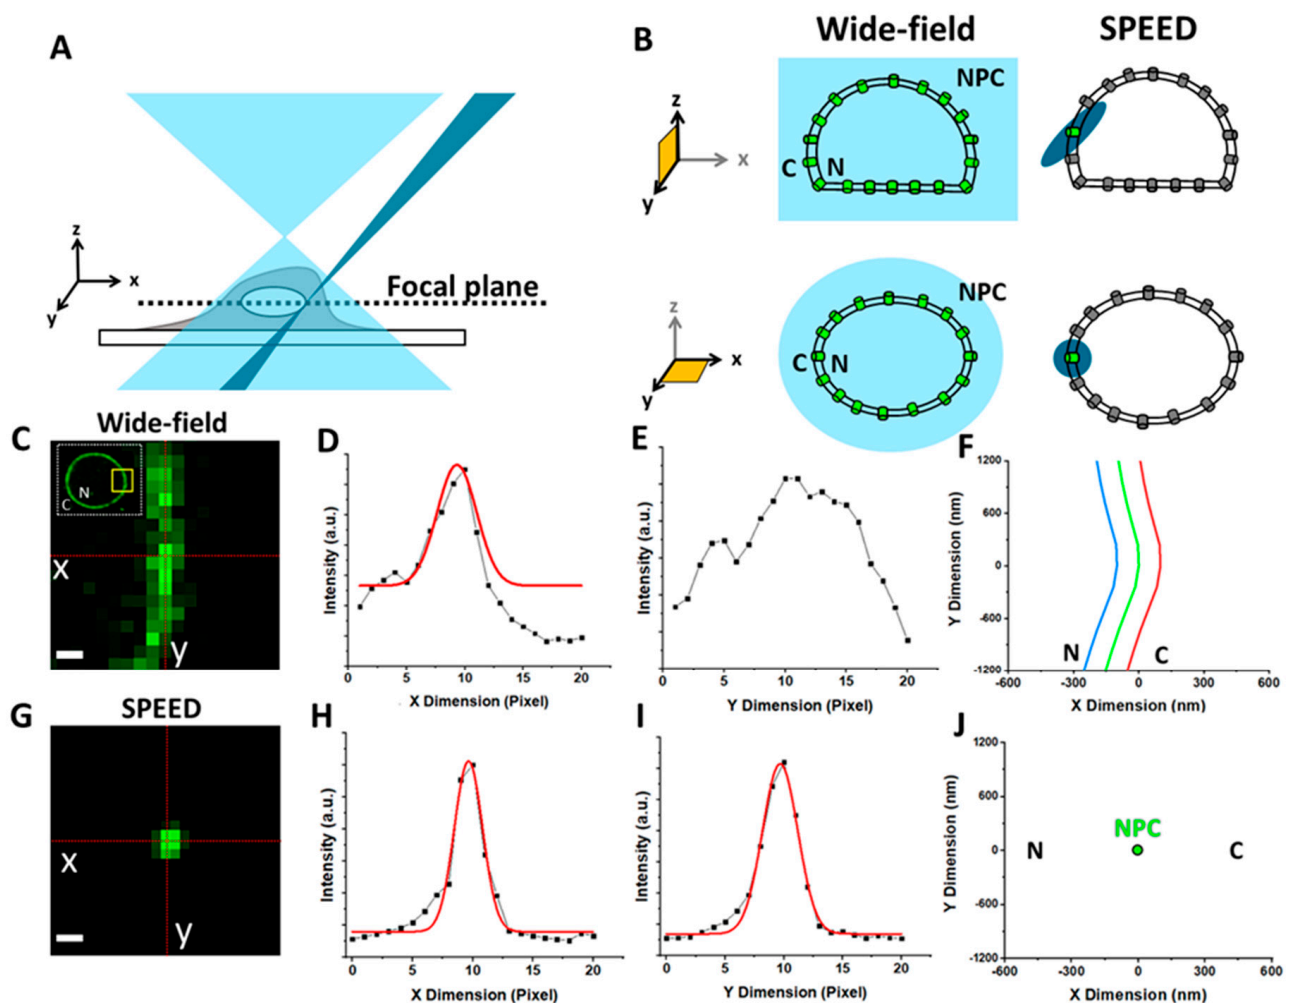 A
z
x
y
Focal plane
B
Wide-field
SPEED
z
x
y
NPC
C N
z
x
y
NPC
C N
C
Wide-field
N
C
x
y
D
Intensity (a.u.)
0 5 10 15 20
X Dimension (Pixel)
E
Intensity (a.u.)
0 5 10 15 20
Y Dimension (Pixel)
F
Y Dimension (nm)
1200
600
0
-600
-1200
N C
-600 -300 0 300 600
X Dimension (nm)
G
SPEED
x
y
H
Intensity (a.u.)
0 5 10 15 20
X Dimension (Pixel)
I
Intensity (a.u.)
0 5 10 15 20
Y Dimension (Pixel)
J
Y Dimension (nm)
1200
600
0
-600
-1200
NPC
N C
-600 -300 0 300 600
X Dimension (nm)